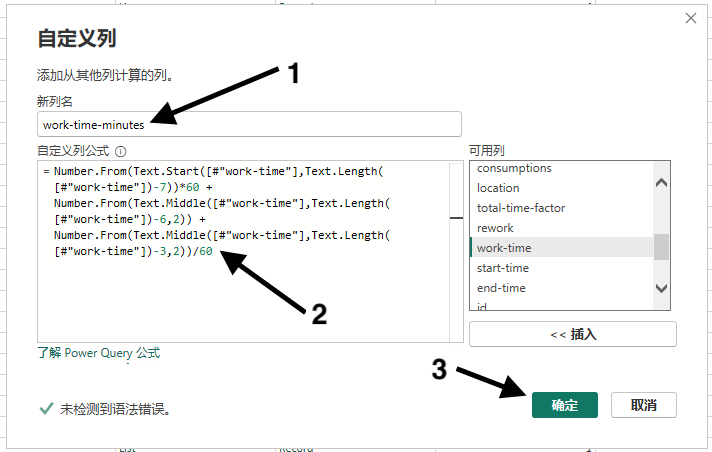 自定义列
添加从其他列计算的列。
1
新列名
work-time-minutes
自定义列公式
可用列
= Number.From(Text.Start([#"work-time"],Text.Length(
[#"work-time"])-7))*60 +
Number.From(Text.Middle([#"work-time"],Text.Length(
[#"work-time"])-6,2)) +
Number.From(Text.Middle([#"work-time"],Text.Length(
[#"work-time"])-3,2))/60
consumptions
location
total-time-factor
rework
work-time
start-time
end-time
id
2
<< 插入
了解 Power Query 公式
3
未检测到语法错误。
确定
取消